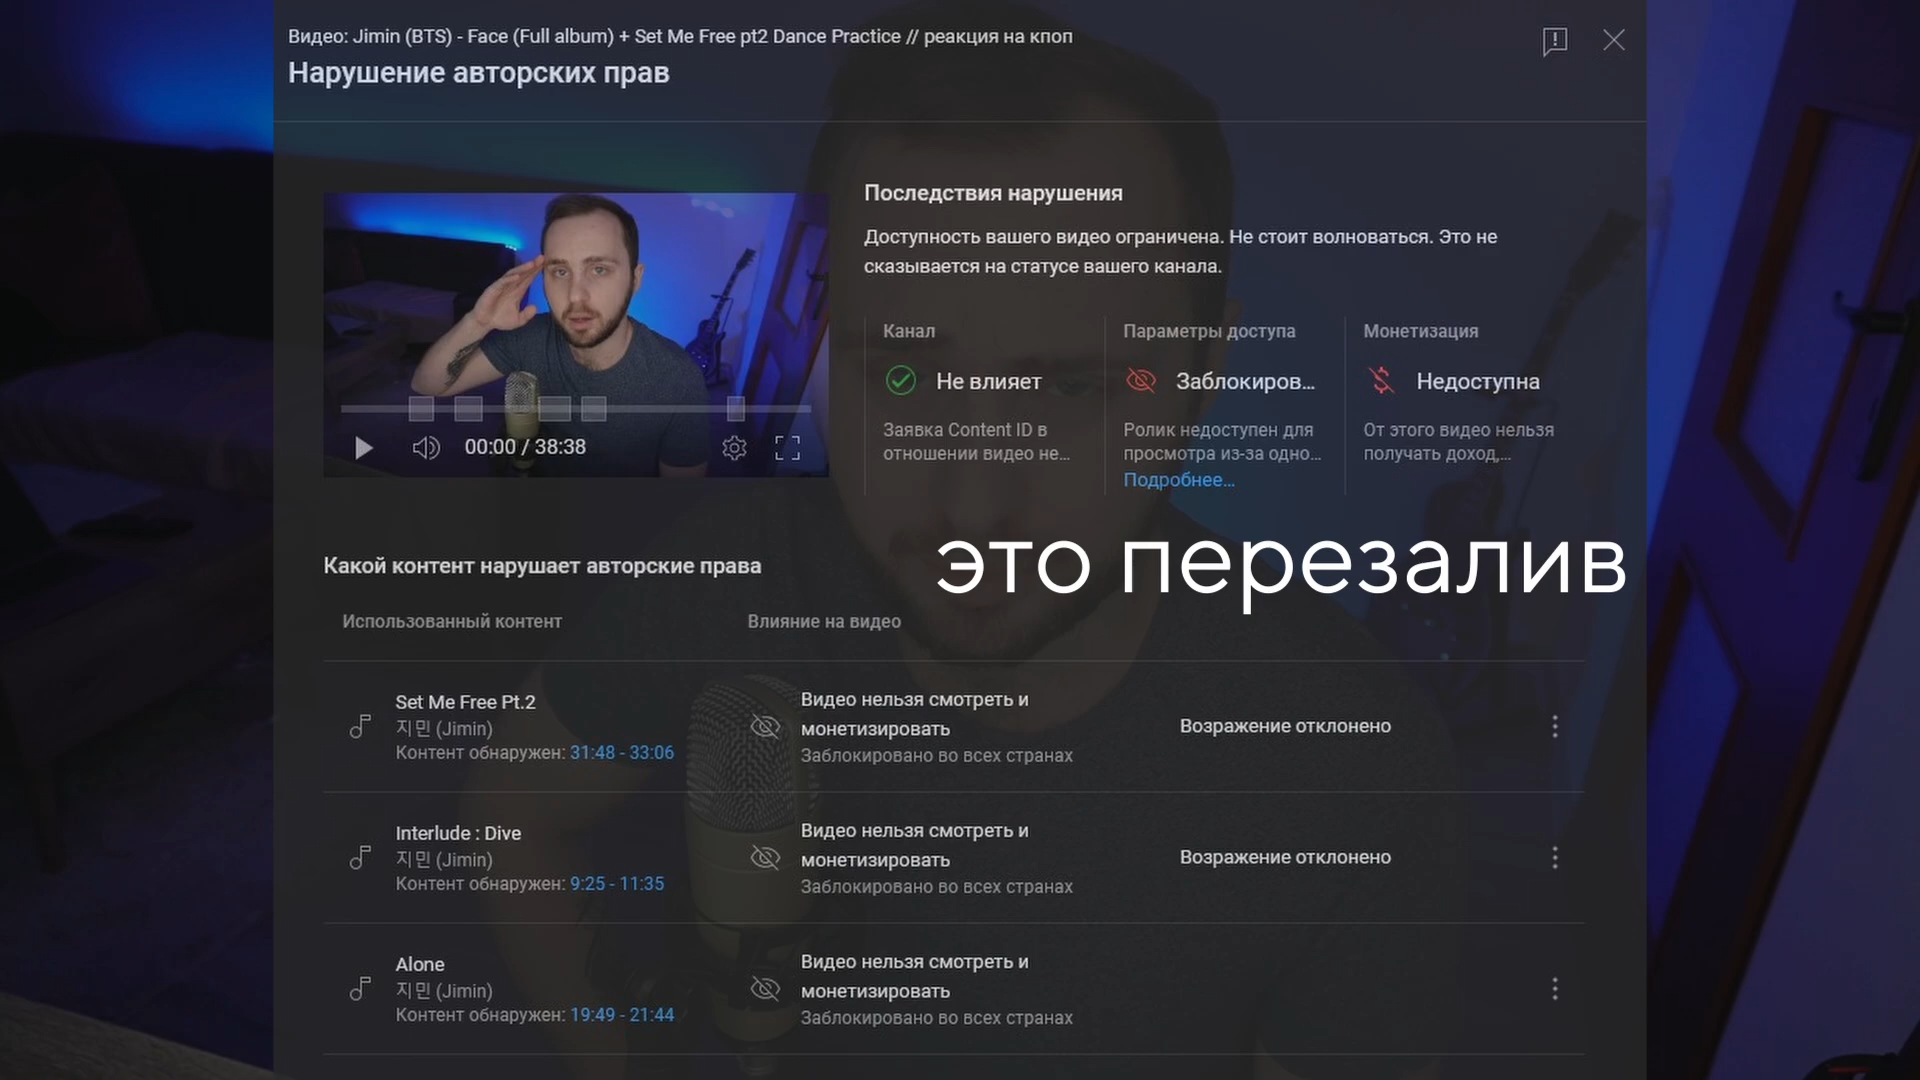 Видео: Jimin (BTS) - Face (Full album) + Set Me Free pt2 Dance Practice // реакция на кпоп
Нарушение авторских прав
Последствия нарушения
Доступность вашего видео ограничена. Не стоит волноваться. Это не
сказывается на статусе вашего канала.
Канал
Не влияет
Заявка Content ID в
отношении видео не...
Параметры доступа
Заблокиров...
Ролик недоступен для
просмотра из-за одно...
Подробнее...
Монетизация
Недоступна
От этого видео нельзя
получать доход,...
00:00 / 38:38
это перезалив
Какой контент нарушает авторские права
Использованный контент
Влияние на видео
Set Me Free Pt.2
지민 (Jimin)
Контент обнаружен: 31:48 - 33:06
Видео нельзя смотреть и
монетизировать
Заблокировано во всех странах
Возражение отклонено
Interlude : Dive
지민 (Jimin)
Контент обнаружен: 9:25 - 11:35
Видео нельзя смотреть и
монетизировать
Заблокировано во всех странах
Возражение отклонено
Alone
지민 (Jimin)
Контент обнаружен: 19:49 - 21:44
Видео нельзя смотреть и
монетизировать
Заблокировано во всех странах